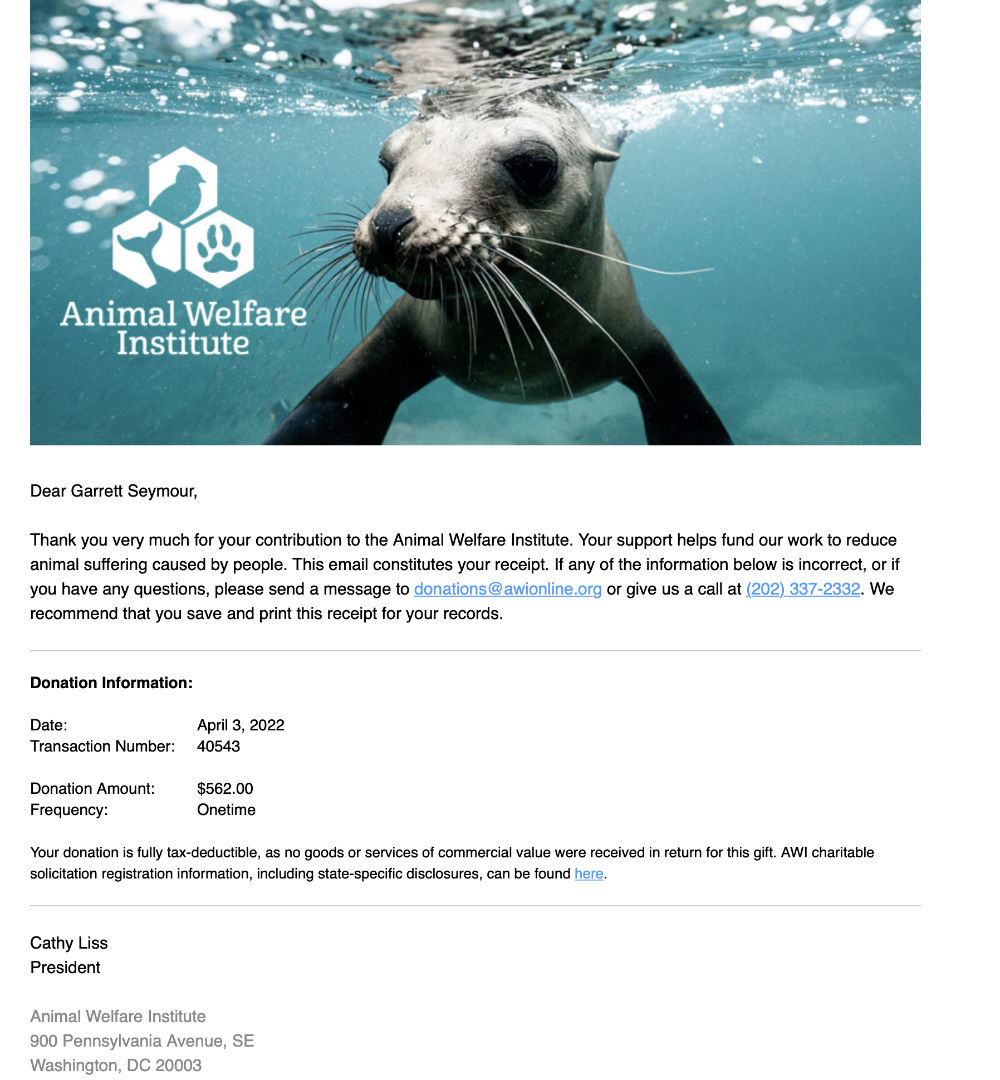 Animal Welfare
Institute
Dear Garrett Seymour,
Thank you very much for your contribution to the Animal Welfare Institute. Your support helps fund our work to reduce
animal suffering caused by people. This email constitutes your receipt. If any of the information below is incorrect, or if
you have any questions, please send a message to donations@awionline.org or give us a call at (202) 337-2332. We
recommend that you save and print this receipt for your records.
Donation Information:
Date: April 3, 2022
Transaction Number: 40543
Donation Amount: $562.00
Frequency: Onetime
Your donation is fully tax-deductible, as no goods or services of commercial value were received in return for this gift. AWI charitable
solicitation registration information, including state-specific disclosures, can be found here.
Cathy Liss
President
Animal Welfare Institute
900 Pennsylvania Avenue, SE
Washington, DC 20003